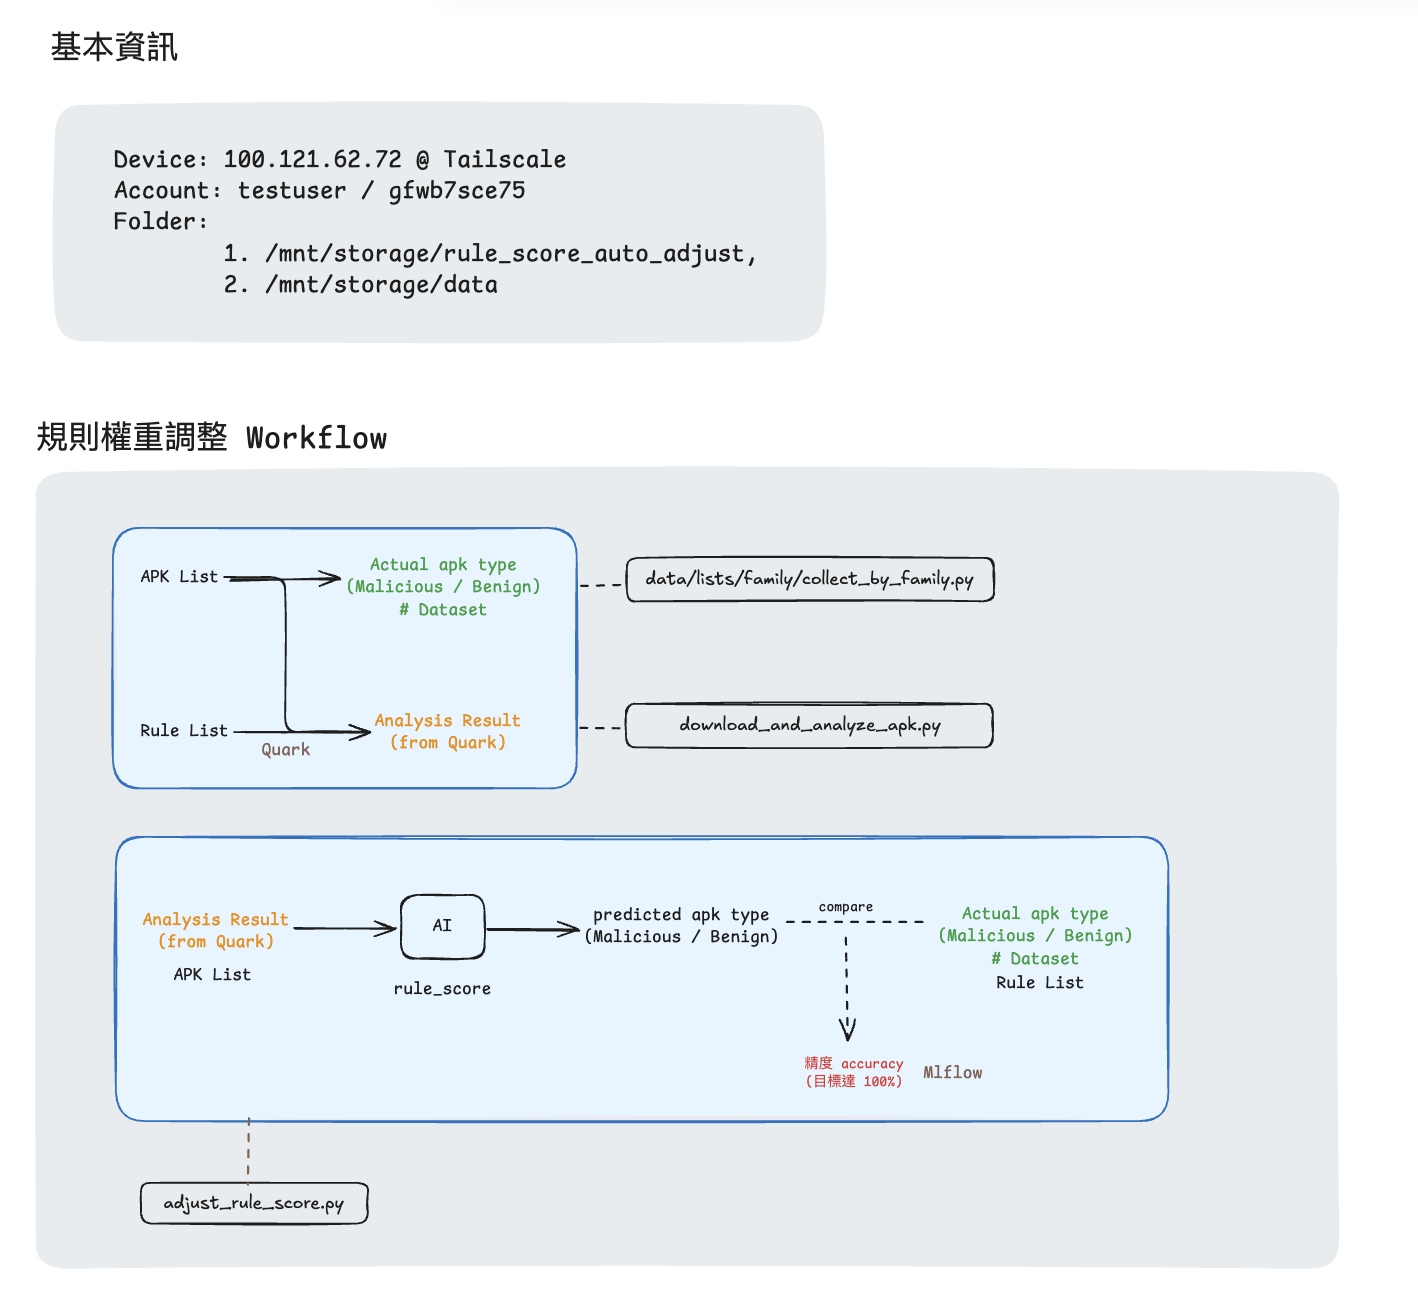 基本資訊
Device: 100.121.62.72 @ Tailscale
Account: testuser / gfwb7sce75
Folder:
1. /mnt/storage/rule_score_auto_adjust,
2. /mnt/storage/data
規則權重調整 Workflow
APK List
Actual apk type
(Malicious / Benign)
# Dataset
data/lists/family/collect_by_family.py
Rule List
Quark
Analysis Result
(from Quark)
download_and_analyze_apk.py
Analysis Result
(from Quark)
APK List
AI
rule_score
predicted apk type
(Malicious / Benign)
compare
Actual apk type
(Malicious / Benign)
# Dataset
Rule List
精度 accuracy
(目標達 100%)
Mlflow
adjust_rule_score.py